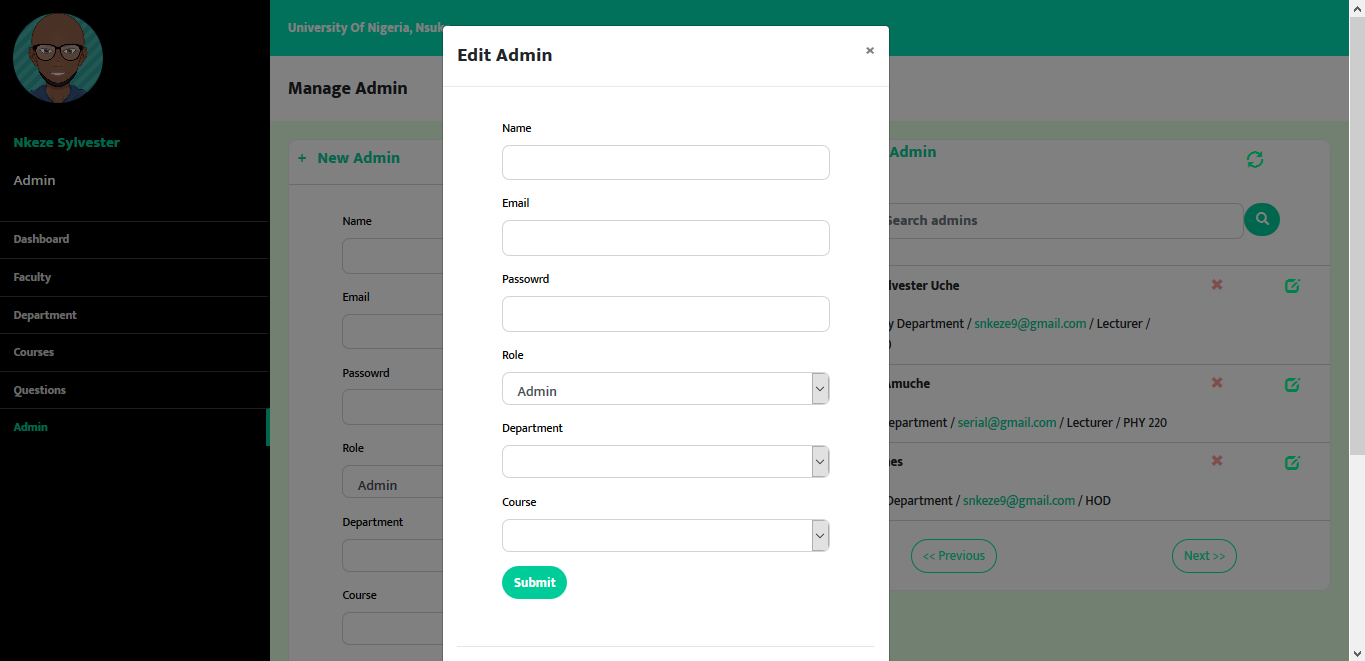 University Of Nigeria, Nsuk
Manage Admin
Nkeze Sylvester
Admin
Dashboard
Faculty
Department
Courses
Questions
Admin
+ New Admin
Name
Email
Passowrd
Role
Admin
Department
Course
Edit Admin
×
Name
Email
Passowrd
Role
Admin
Department
Course
Submit
Admin
Search admins
lvester Uche
y Department / snkeze9@gmail.com / Lecturer /
muche
epartment / serial@gmail.com / Lecturer / PHY 220
es
Department / snkeze9@gmail.com / HOD
<< Previous
Next >>